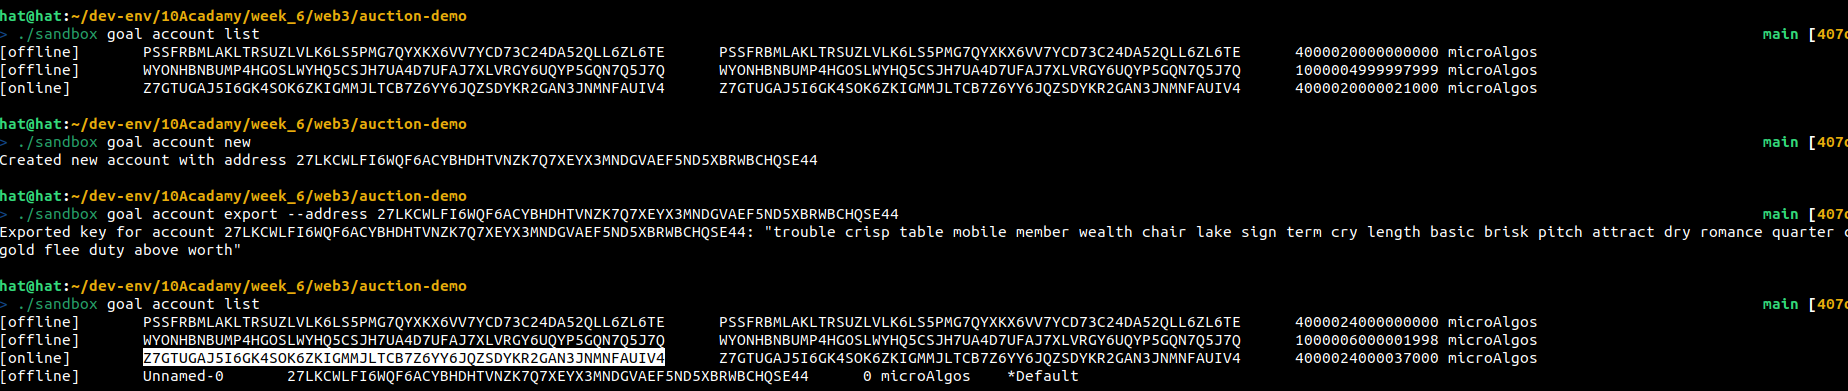 hat@hat:~/dev-env/10Acadamy/week_6/web3/auction-demo
> ./sandbox goal account list main [407
[offline] PSSFRBMLAKLTRSUZLVLK6LS5PMG7QYXKX6VV7YCD73C24DA52QLL6ZL6TE PSSFRBMLAKLTRSUZLVLK6LS5PMG7QYXKX6VV7YCD73C24DA52QLL6ZL6TE 4000020000000000 microAlgos
[offline] WYONHBNBUMP4HGOSLWYHQ5CSJH7UA4D7UFAJ7XLVRGY6UQYP5GQN7Q5J7Q WYONHBNBUMP4HGOSLWYHQ5CSJH7UA4D7UFAJ7XLVRGY6UQYP5GQN7Q5J7Q 1000004999997999 microAlgos
[online] Z7GTUGAJ5I6GK4SOK6ZKIGMMJLTCB7Z6YY6JQZSDYKR2GAN3JNMNFAUIV4 Z7GTUGAJ5I6GK4SOK6ZKIGMMJLTCB7Z6YY6JQZSDYKR2GAN3JNMNFAUIV4 4000020000021000 microAlgos
hat@hat:~/dev-env/10Acadamy/week_6/web3/auction-demo
> ./sandbox goal account new main [407
Created new account with address 27LKCWLFI6WQF6ACYBHDHTVNZK7Q7XEYX3MNDGVAEF5ND5XBRWBCHQSE44
hat@hat:~/dev-env/10Acadamy/week_6/web3/auction-demo
> ./sandbox goal account export --address 27LKCWLFI6WQF6ACYBHDHTVNZK7Q7XEYX3MNDGVAEF5ND5XBRWBCHQSE44 main [407
Exported key for account 27LKCWLFI6WQF6ACYBHDHTVNZK7Q7XEYX3MNDGVAEF5ND5XBRWBCHQSE44: "trouble crisp table mobile member wealth chair lake sign term cry length basic brisk pitch attract dry romance quarter
gold flee duty above worth"
hat@hat:~/dev-env/10Acadamy/week_6/web3/auction-demo
> ./sandbox goal account list main [407
[offline] PSSFRBMLAKLTRSUZLVLK6LS5PMG7QYXKX6VV7YCD73C24DA52QLL6ZL6TE PSSFRBMLAKLTRSUZLVLK6LS5PMG7QYXKX6VV7YCD73C24DA52QLL6ZL6TE 4000024000000000 microAlgos
[offline] WYONHBNBUMP4HGOSLWYHQ5CSJH7UA4D7UFAJ7XLVRGY6UQYP5GQN7Q5J7Q WYONHBNBUMP4HGOSLWYHQ5CSJH7UA4D7UFAJ7XLVRGY6UQYP5GQN7Q5J7Q 1000006000001998 microAlgos
[online] Z7GTUGAJ5I6GK4SOK6ZKIGMMJLTCB7Z6YY6JQZSDYKR2GAN3JNMNFAUIV4 Z7GTUGAJ5I6GK4SOK6ZKIGMMJLTCB7Z6YY6JQZSDYKR2GAN3JNMNFAUIV4 4000024000037000 microAlgos
[offline] Unnamed-0 27LKCWLFI6WQF6ACYBHDHTVNZK7Q7XEYX3MNDGVAEF5ND5XBRWBCHQSE44 0 microAlgos *Default